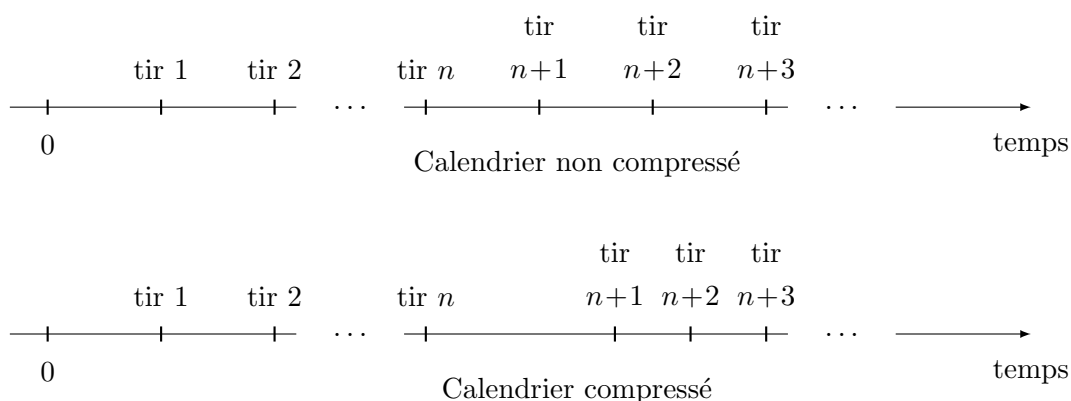 tir tir tir
tir 1 tir 2 tir n n+1 n+2 n+3
... ...
0 temps
Calendrier non compressé
tir tir tir
tir 1 tir 2 tir n n+1 n+2 n+3
... ...
0 temps
Calendrier compressé